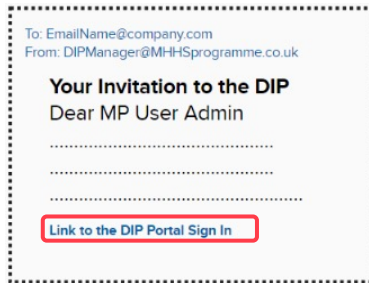 To: EmailName@company.com
From: DIPManager@MHHSprogramme.co.uk
Your Invitation to the DIP
Dear MP User Admin
................................................
................................................
......................................................
Link to the DIP Portal Sign In